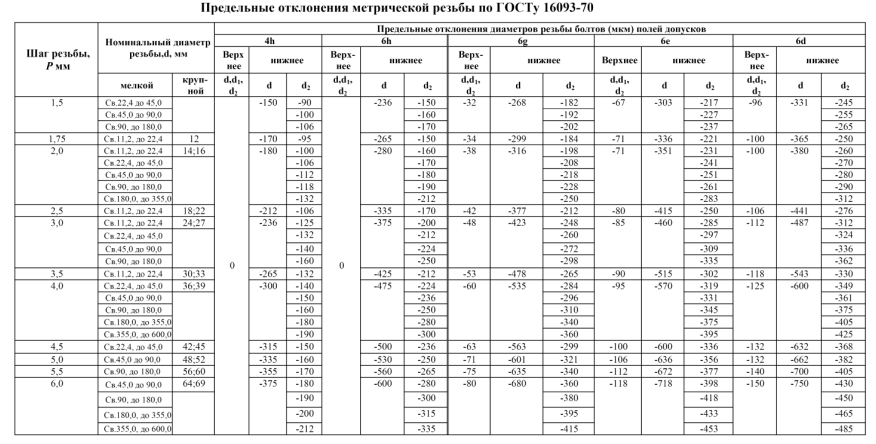 Предельные отклонения метрической резьбы по ГОСТу 16093-70
Шаг резьбы, P мм | Номинальный диаметр резьбы,d, мм | Предельные отклонения диаметров резьбы болтов (мкм) полей допусков
4h | 6h | 6g | 6e | 6d
Верх нее | нижнее | Верх- нее | нижнее | Верх- нее | нижнее | Верхнее | нижнее | Верх- нее | нижнее
мелкой | круп- ной | d,d1, d2 | d | d2 | d,d1, d2 | d | d2 | d,d1, d2 | d | d2 | d,d1, d2 | d | d2 | d,d1, d2 | d | d2
1,5 | Св.22,4 до 45,0 | -150 | -90 | -236 | -150 | -32 | -268 | -182 | -67 | -303 | -217 | -96 | -331 | -245
Св.45,0 до 90,0 | -100 | -160 | -192 | -227 | -255
Св.90, до 180,0 | -106 | -170 | -202 | -237 | -265
1,75 | Св.11,2, до 22,4 | 12 | -170 | -95 | -265 | -150 | -34 | -299 | -184 | -71 | -336 | -221 | -100 | -365 | -250
2,0 | Св.11,2, до 22,4 | 14;16 | -180 | -100 | -280 | -160 | -38 | -316 | -198 | -71 | -351 | -231 | -100 | -380 | -260
Св.22,4, до 45,0 | -106 | -170 | -208 | -241 | -270
Св.45,0 до 90,0 | -112 | -180 | -218 | -251 | -280
Св.90, до 180,0 | -118 | -190 | -228 | -261 | -290
Св.180,0, до 355,0 | -132 | -212 | -250 | -283 | -312
2,5 | Св.11,2, до 22,4 | 18;22 | -212 | -106 | -335 | -170 | -42 | -377 | -212 | -80 | -415 | -250 | -106 | -441 | -276
3,0 | Св.11,2, до 22,4 | 24;27 | -236 | -125 | -375 | -200 | -48 | -423 | -248 | -85 | -460 | -285 | -112 | -487 | -312
Св.22,4, до 45,0 | -132 | -212 | -260 | -297 | -324
Св.45,0 до 90,0 | -140 | -224 | -272 | -309 | -336
Св.90, до 180,0 | -160 | -250 | -298 | -335 | -362
0 | 0
3,5 | Св.11,2, до 22,4 | 30;33 | -265 | -132 | -425 | -212 | -53 | -478 | -265 | -90 | -515 | -302 | -118 | -543 | -330
4,0 | Св.22,4, до 45,0 | 36;39 | -300 | -140 | -475 | -224 | -60 | -535 | -284 | -95 | -570 | -319 | -125 | -600 | -349
Св.45,0 до 90,0 | -150 | -236 | -296 | -331 | -361
Св.90, до 180,0 | -160 | -250 | -310 | -345 | -375
Св.180,0, до 355,0 | -180 | -280 | -340 | -375 | -405
Св.355,0, до 600,0 | -190 | -300 | -360 | -395 | -425
4,5 | Св.22,4, до 45,0 | 42;45 | -315 | -150 | -500 | -236 | -63 | -563 | -299 | -100 | -600 | -336 | -132 | -632 | -368
5,0 | Св.45,0 до 90,0 | 48;52 | -335 | -160 | -530 | -250 | -71 | -601 | -321 | -106 | -636 | -356 | -132 | -662 | -382
5,5 | Св.90, до 180,0 | 56;60 | -355 | -170 | -560 | -265 | -75 | -635 | -340 | -112 | -672 | -377 | -140 | -700 | -405
6,0 | Св.45,0 до 90,0 | 64;69 | -375 | -180 | -600 | -280 | -80 | -680 | -360 | -118 | -718 | -398 | -150 | -750 | -430
Св.90, до 180,0 | -190 | -300 | -380 | -418 | -450
Св.180,0, до 355,0 | -200 | -315 | -395 | -433 | -465
Св.355,0, до 600,0 | -212 | -335 | -415 | -453 | -485